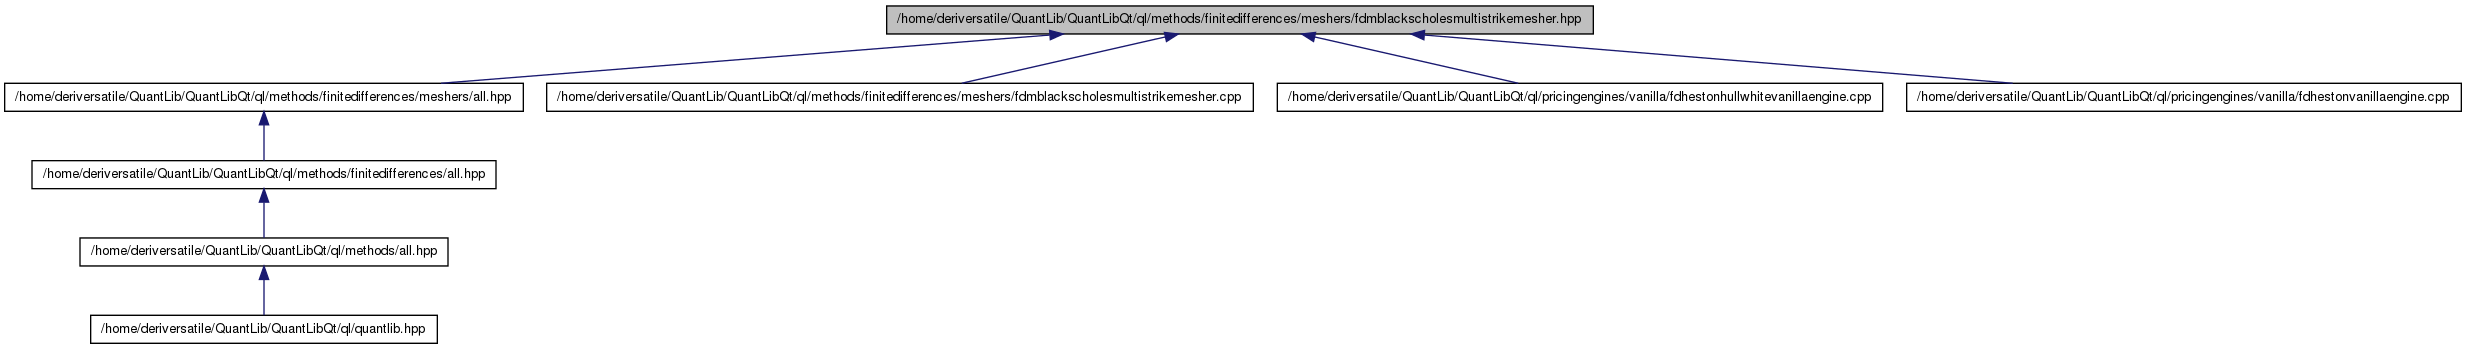 /home/deriversatile/QuantLib/QuantLibQt/ql/methods/finitedifferences/meshers/fdmblackscholesmultistrikemesher.hpp
/home/deriversatile/QuantLib/QuantLibQt/ql/methods/finitedifferences/meshers/all.hpp
/home/deriversatile/QuantLib/QuantLibQt/ql/methods/finitedifferences/meshers/fdmblackscholesmultistrikemesher.cpp
/home/deriversatile/QuantLib/QuantLibQt/ql/pricingengines/vanilla/fdhestonhullwhitevanillaengine.cpp
/home/deriversatile/QuantLib/QuantLibQt/ql/pricingengines/vanilla/fdhestonvanillaengine.cpp
/home/deriversatile/QuantLib/QuantLibQt/ql/methods/finitedifferences/all.hpp
/home/deriversatile/QuantLib/QuantLibQt/ql/methods/all.hpp
/home/deriversatile/QuantLib/QuantLibQt/ql/quantlib.hpp